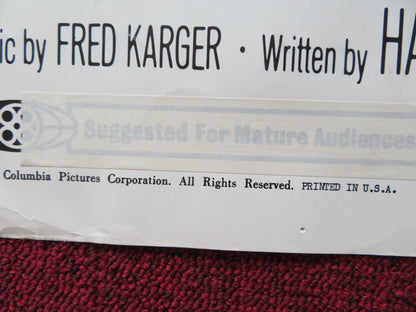 ic by FRED KARGER · Written by HA
Suggested For Mature Audiences
Columbia Pictures Corporation. All Rights Reserved. PRINTED IN U.S.A.